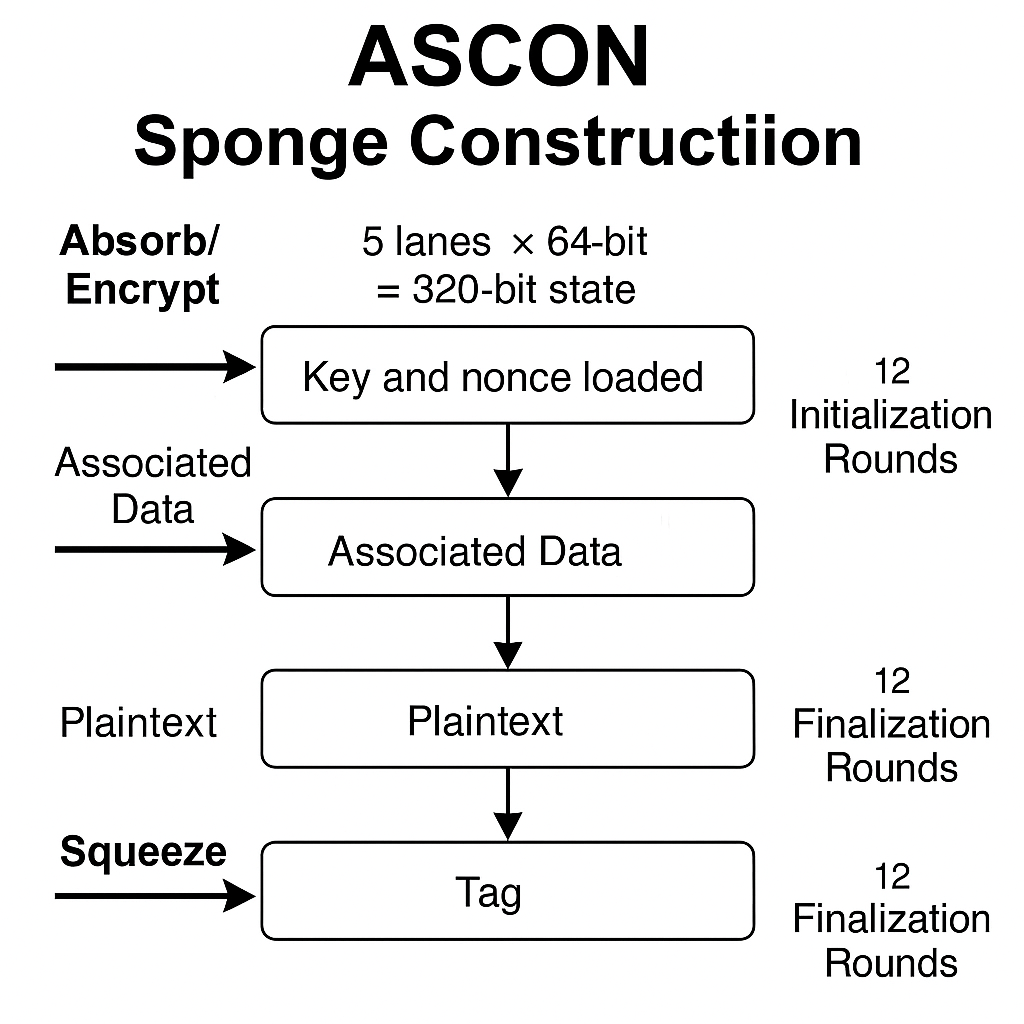 ASCON
Sponge Constructiion
Absorb/
Encrypt
5 lanes × 64-bit
= 320-bit state
Key and nonce loaded
12
Initialization
Rounds
Associated
Data
Associated Data
Plaintext
Plaintext
12
Finalization
Rounds
Squeeze
Tag
12
Finalization
Rounds